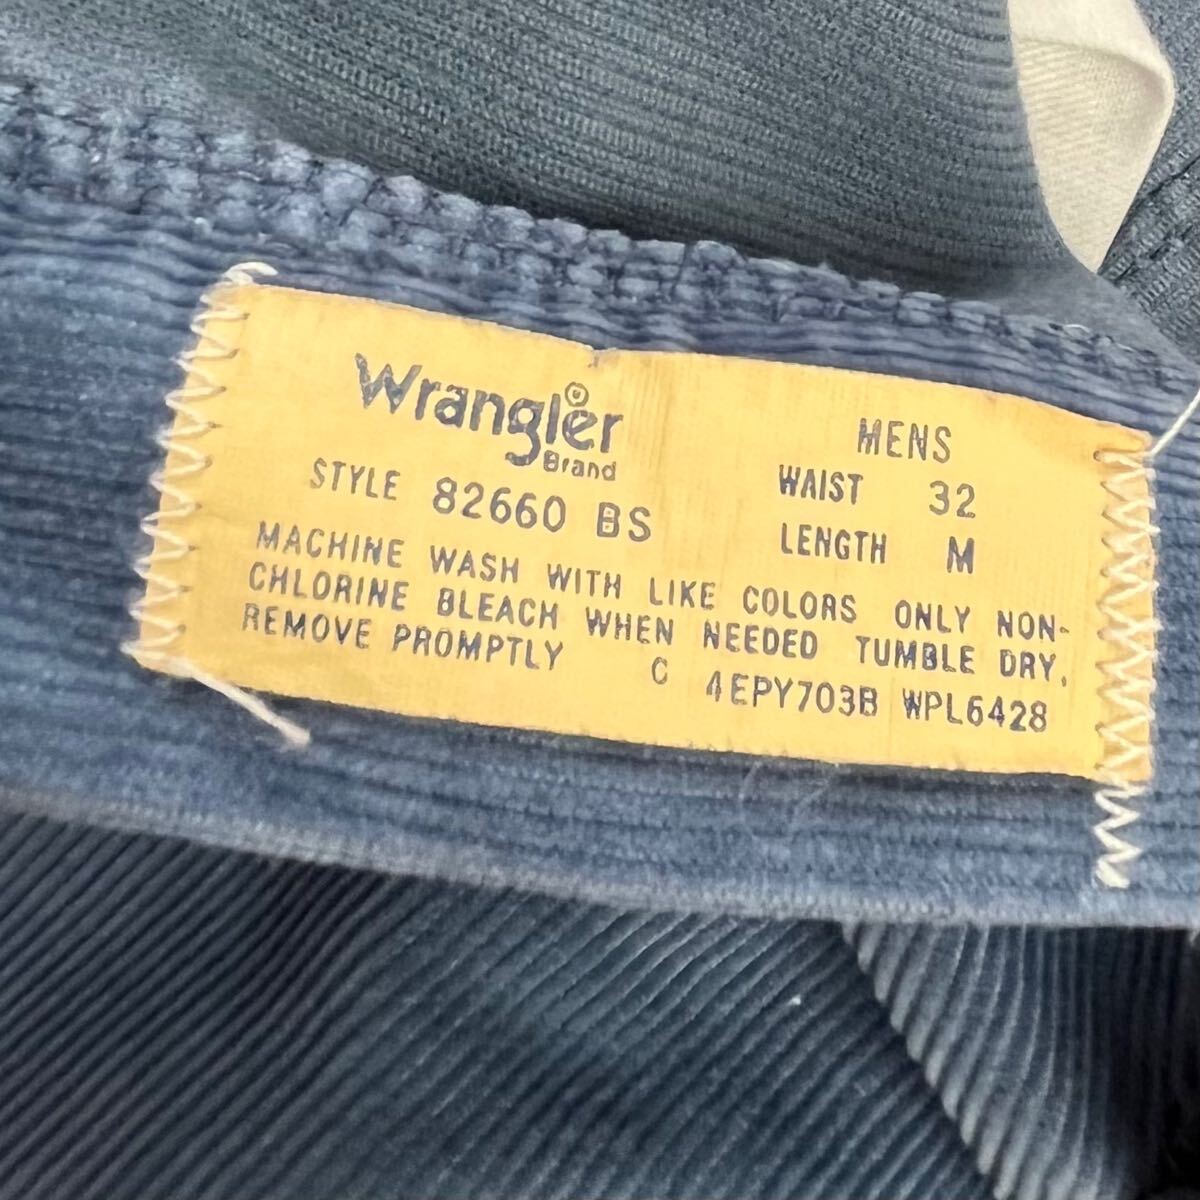 Wrangler®
Brand
MENS
STYLE 82660 BS
WAIST 32
LENGTH M
MACHINE WASH WITH LIKE COLORS ONLY NON-
CHLORINE BLEACH WHEN NEEDED TUMBLE DRY.
REMOVE PROMPTLY C 4EPY703B WPL6428